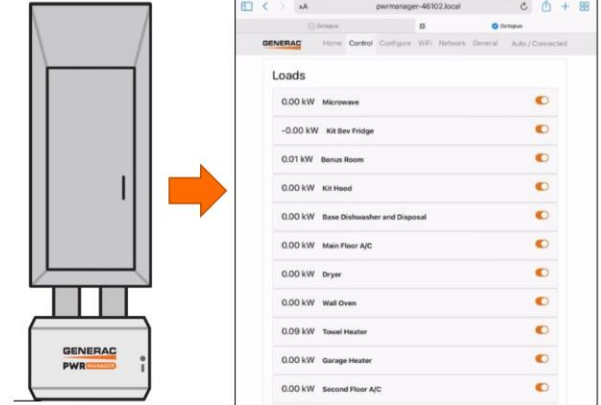 AA
pwrmanager-46102.local
Octopus
Octopus
GENERAC
Home Control Configure WiFi Network General Auto / Connected
Loads
0.00 kW Microwave
-0.00 kW Kit Bev Fridge
0.01 kW Bonus Room
0.00 kW Kit Hood
0.00 kW Base Dishwasher and Disposal
0.00 kW Main Floor A/C
0.00 kW Dryer
0.00 kW Wall Oven
0.09 kW Towel Heater
0.00 kW Garage Heater
0.00 kW Second Floor A/C
GENERAC
PWR MANAGER